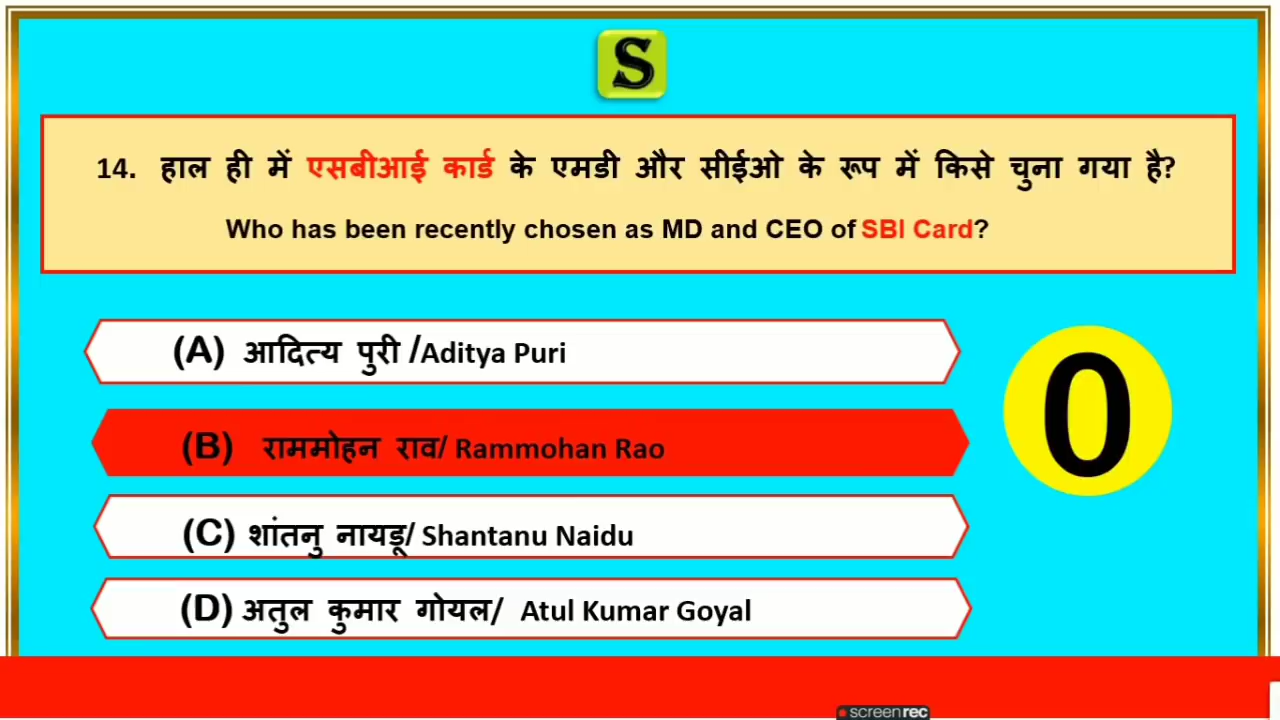 S
14. हाल ही में एसबीआई कार्ड के एमडी और सीईओ के रूप में किसे चुना गया है?
Who has been recently chosen as MD and CEO of SBI Card?
(A) आदित्य पुरी /Aditya Puri
(B) राममोहन राव/ Rammohan Rao
(C) शांतनु नायडू/ Shantanu Naidu
(D) अतुल कुमार गोयल/ Atul Kumar Goyal
0
screenrec